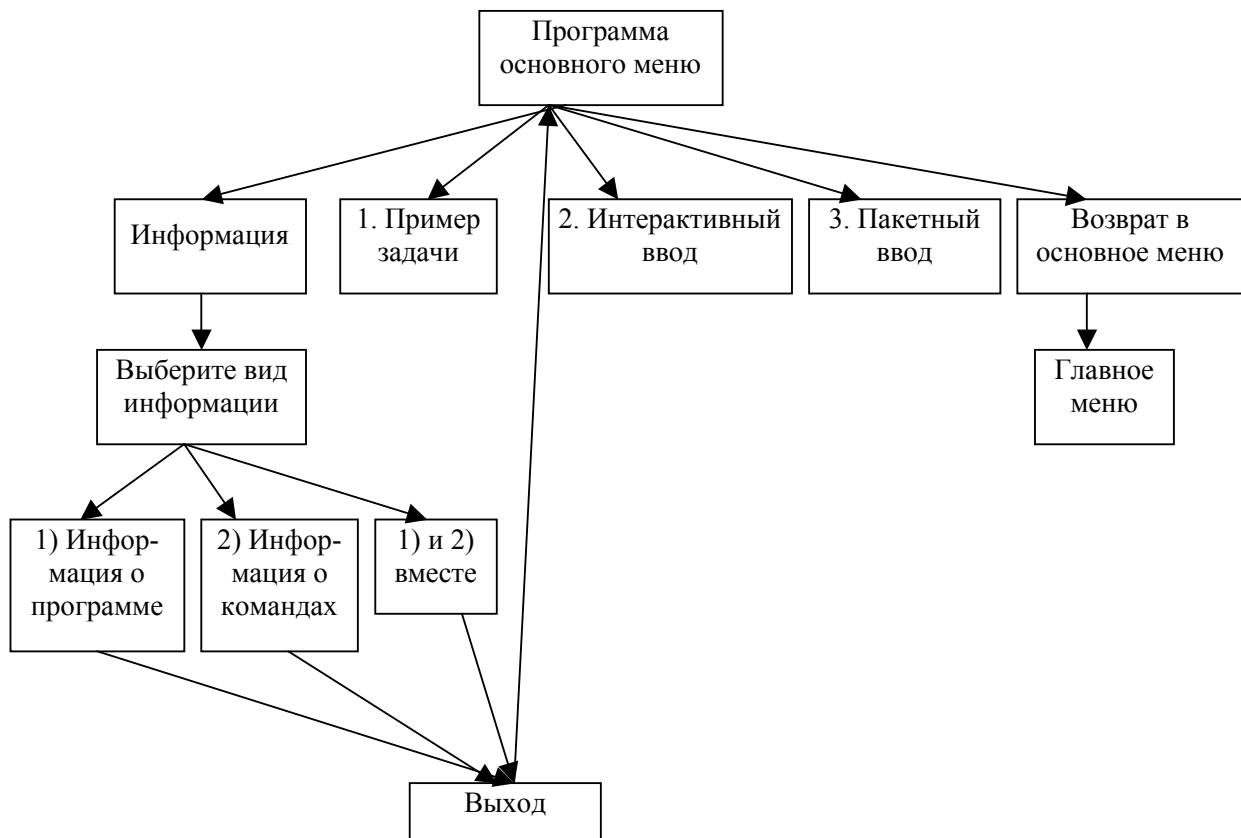 Программа
основного меню
Информация
1. Пример
задачи
2. Интерактивный
ввод
3. Пакетный
ввод
Возврат в
основное меню
Выберите вид
информации
Главное
меню
1) Инфор-
мация о
программе
2) Инфор-
мация о
командах
1) и 2)
вместе
Выход